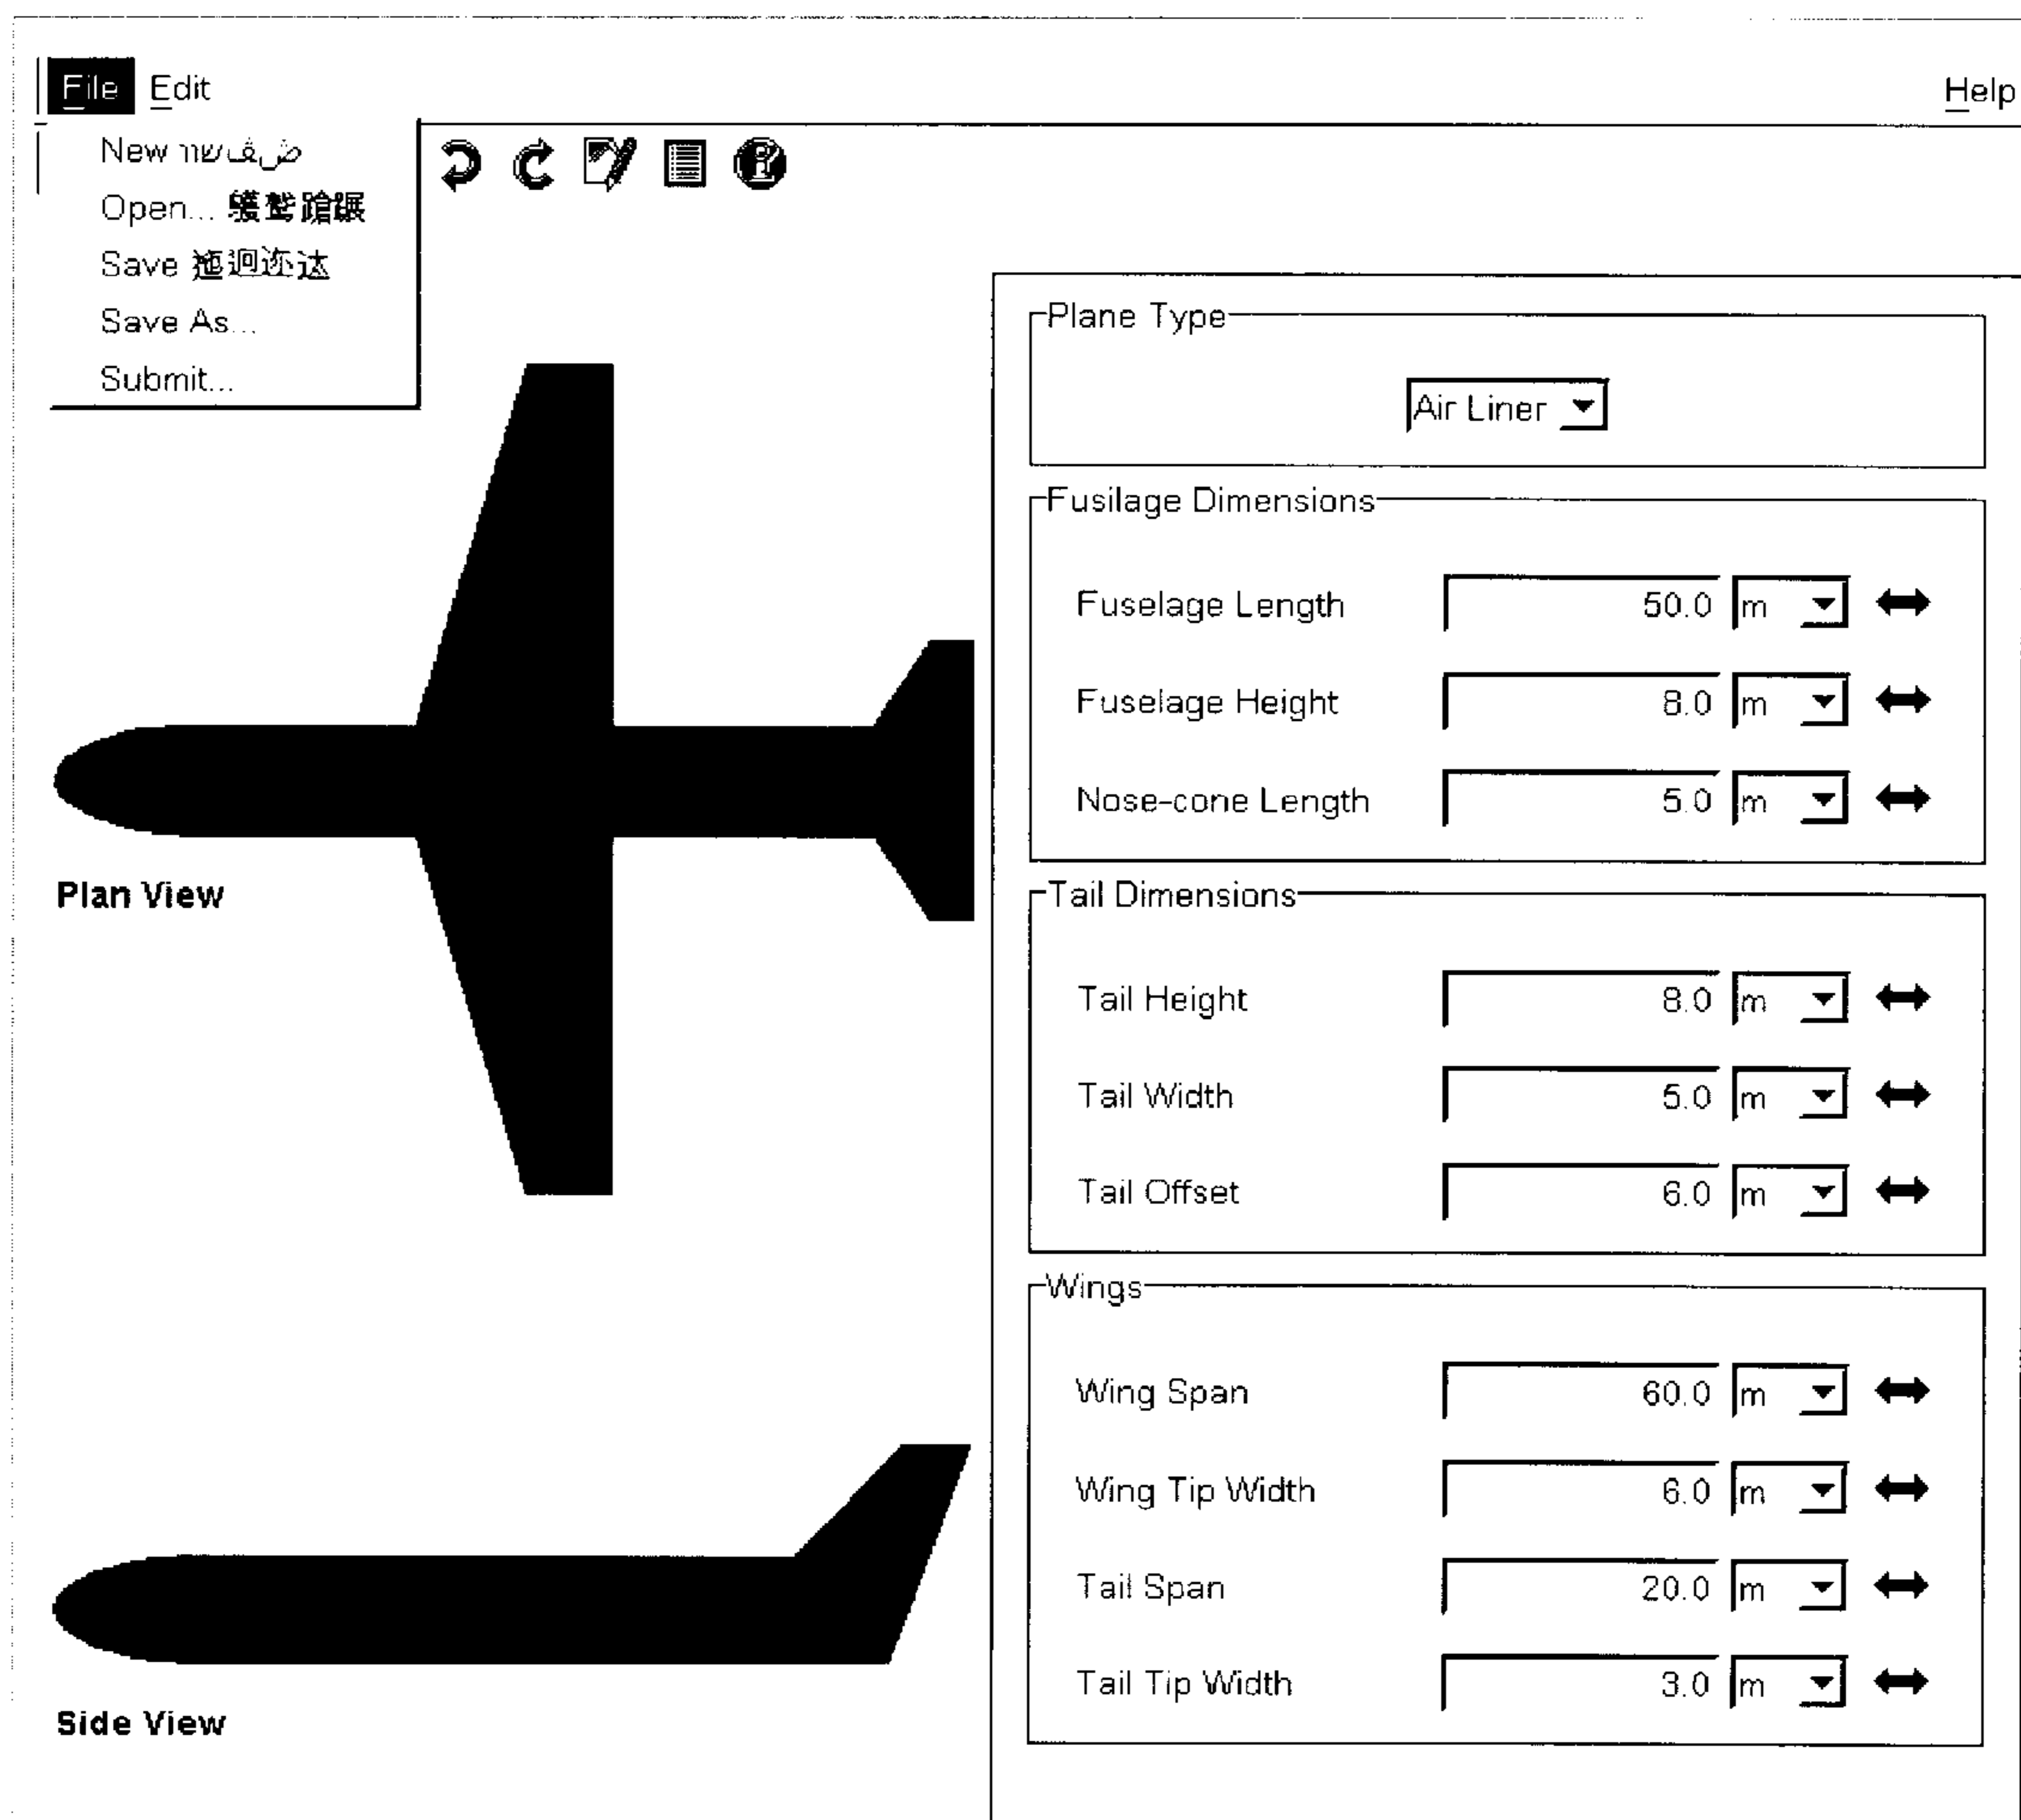 File Edit Help
New
Open...
Save
Save As...
Submit...
Plane Type
Air Liner
Fusilage Dimensions
Fuselage Length 50.0 m
Fuselage Height 8.0 m
Nose-cone Length 5.0 m
Plan View
Tail Dimensions
Tail Height 8.0 m
Tail Width 5.0 m
Tail Offset 6.0 m
Wings
Wing Span 60.0 m
Wing Tip Width 6.0 m
Tail Span 20.0 m
Tail Tip Width 3.0 m
Side View